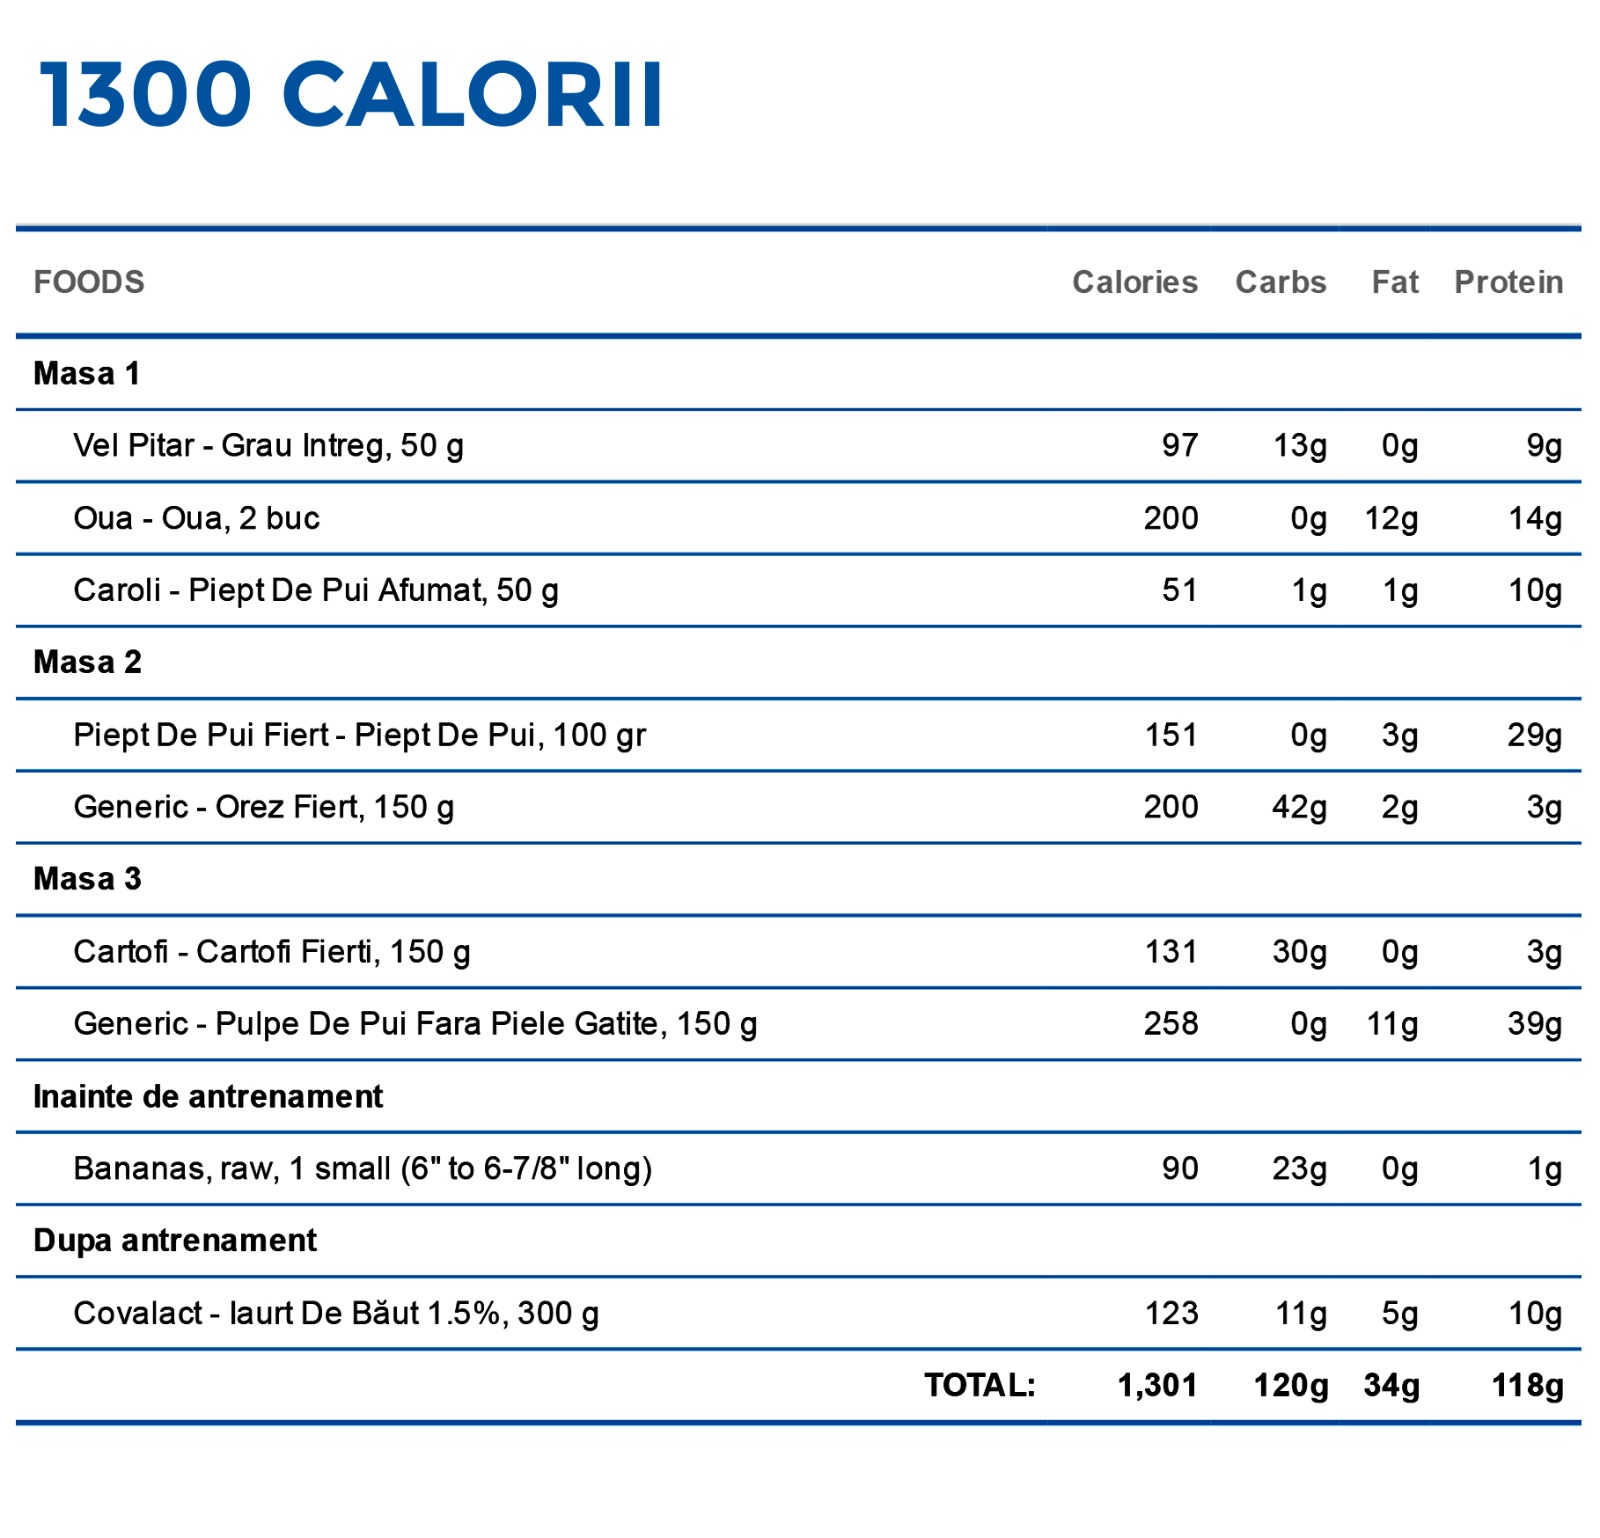 1300 CALORII
FOODS Calories Carbs Fat Protein
Masa 1
Vel Pitar - Grau Intreg, 50 g 97 13g 0g 9g
Oua - Oua, 2 buc 200 0g 12g 14g
Caroli - Piept De Pui Afumat, 50 g 51 1g 1g 10g
Masa 2
Piept De Pui Fiert - Piept De Pui, 100 gr 151 0g 3g 29g
Generic - Orez Fiert, 150 g 200 42g 2g 3g
Masa 3
Cartofi - Cartofi Fierti, 150 g 131 30g 0g 3g
Generic - Pulpe De Pui Fara Piele Gatite, 150 g 258 0g 11g 39g
Inainte de antrenament
Bananas, raw, 1 small (6" to 6-7/8" long) 90 23g 0g 1g
Dupa antrenament
Covalact - Iaurt De Băut 1.5%, 300 g 123 11g 5g 10g
TOTAL: 1,301 120g 34g 118g